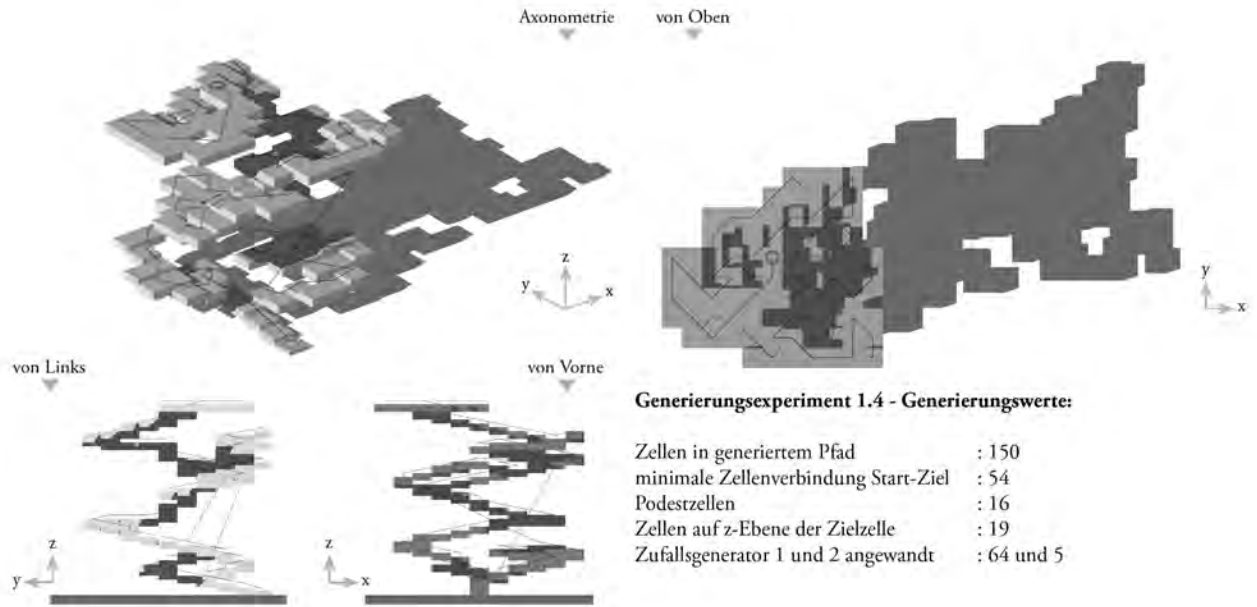 Axonometrie
von Oben
z
y
x
y
x
von Links
von Vorne
z
y
z
x
Generierungsexperiment 1.4 - Generierungswerte:
Zellen in generiertem Pfad : 150
minimale Zellenverbindung Start-Ziel : 54
Podestzellen : 16
Zellen auf z-Ebene der Zielzelle : 19
Zufallsgenerator 1 und 2 angewandt : 64 und 5